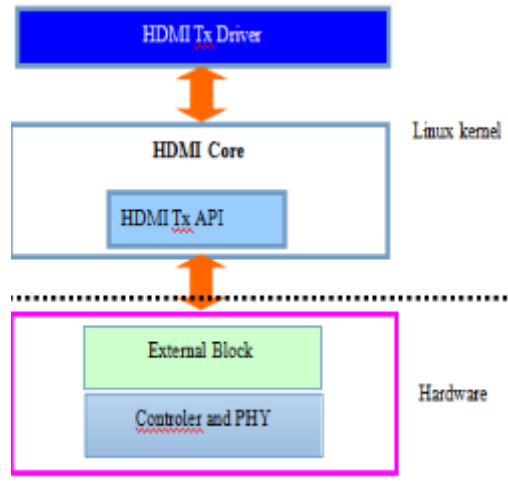 HDMI Tx Driver
Linux kernel
HDMI Core
HDMI Tx API
External Block
Hardware
Controler and PHY